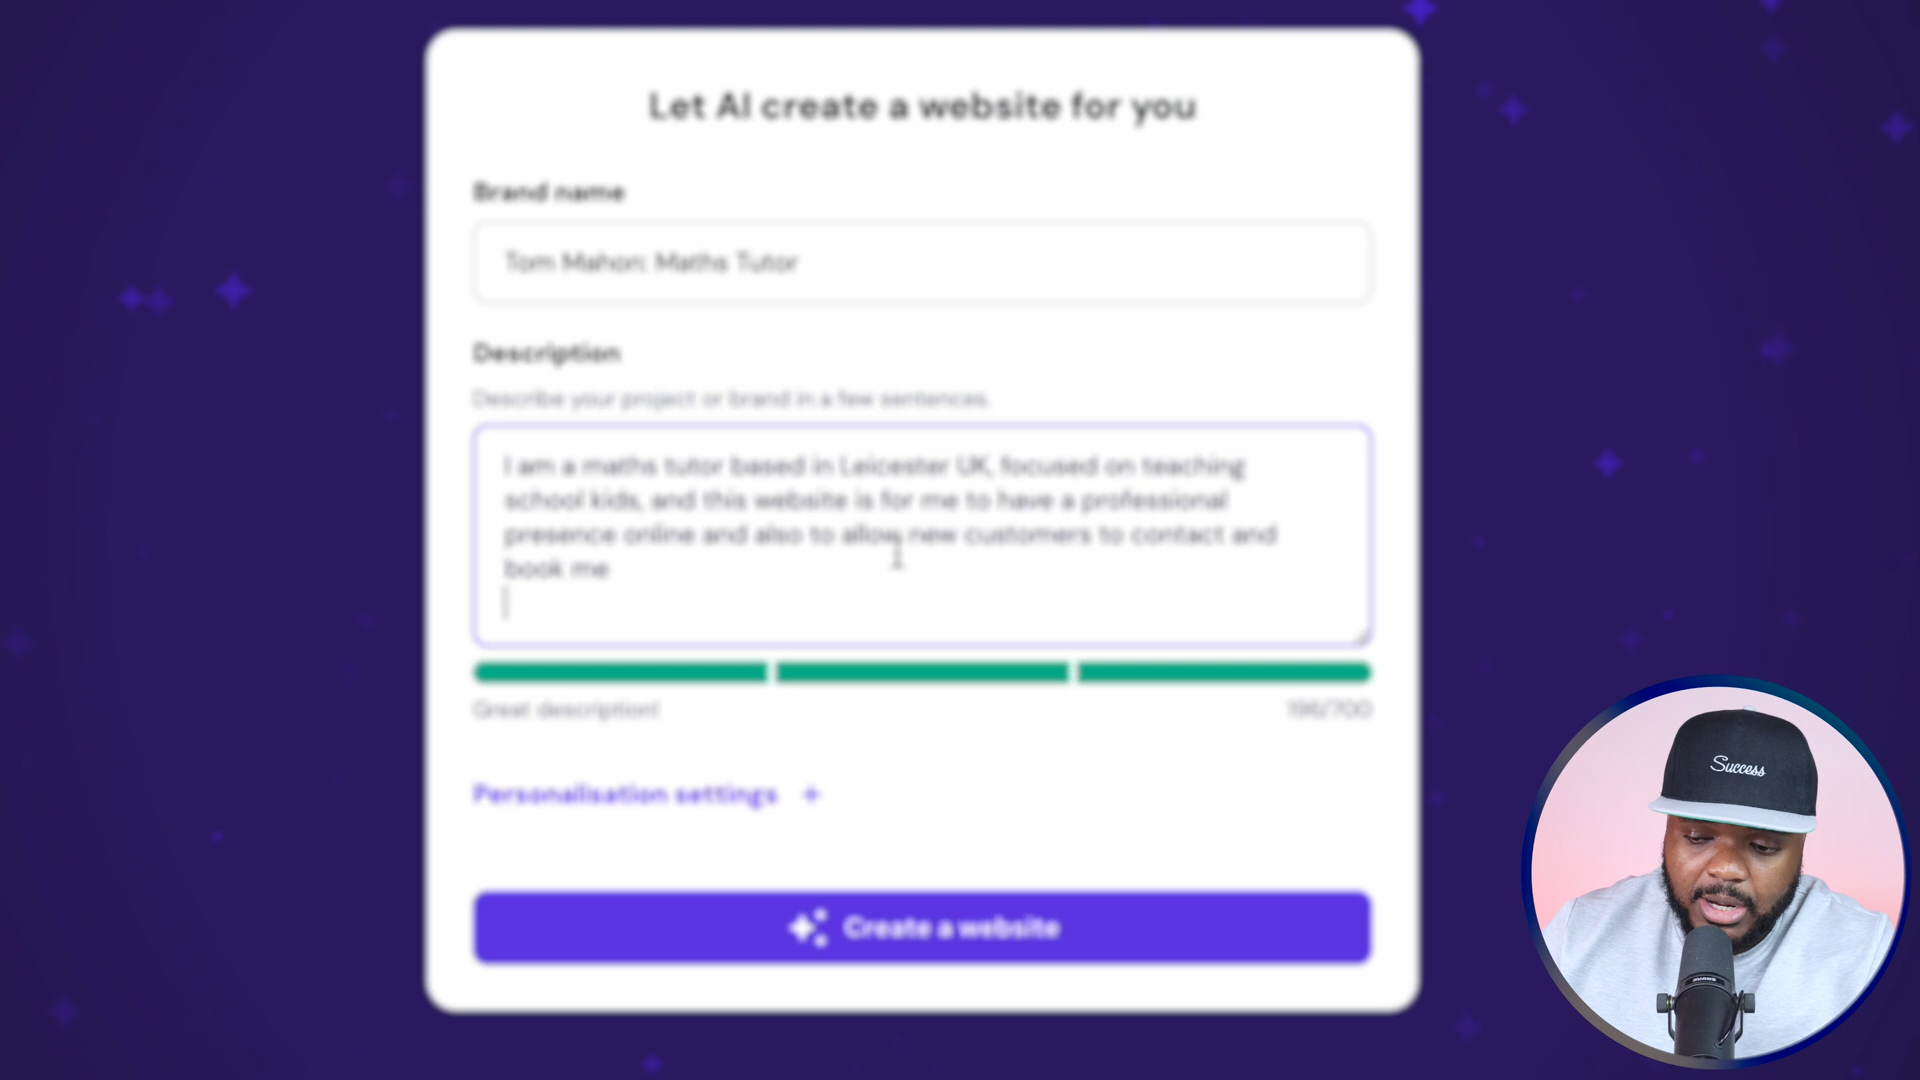 Let AI create a website for you
Brand name
Tom Mahon: Maths Tutor
Description
Describe your project or brand in a few sentences.
I am a maths tutor based in Leicester UK, focused on teaching
school kids, and this website is for me to have a professional
presence online and also to allow new customers to contact and
book me
Great description!
196/700
Personalisation settings +
Create a website
Success